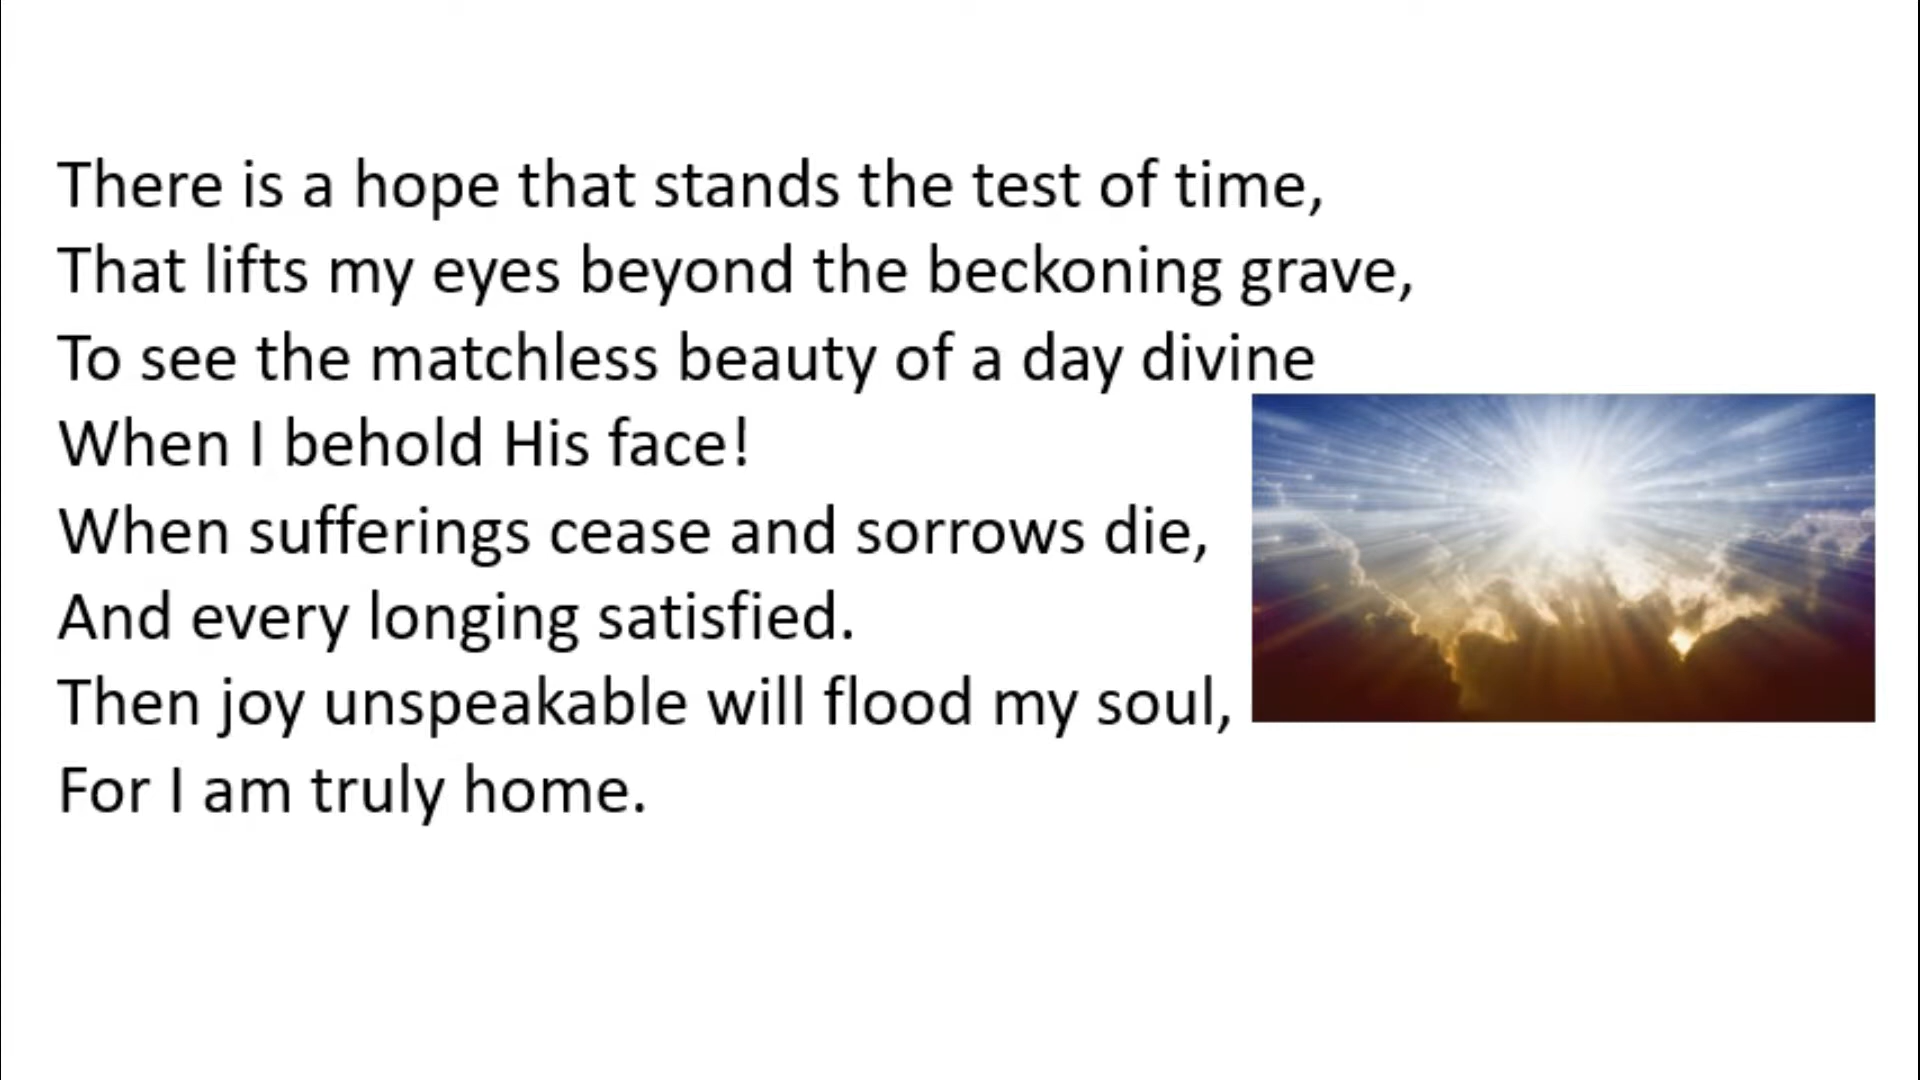 There is a hope that stands the test of time,
That lifts my eyes beyond the beckoning grave,
To see the matchless beauty of a day divine
When I behold His face!
When sufferings cease and sorrows die,
And every longing satisfied.
Then joy unspeakable will flood my soul,
For I am truly home.